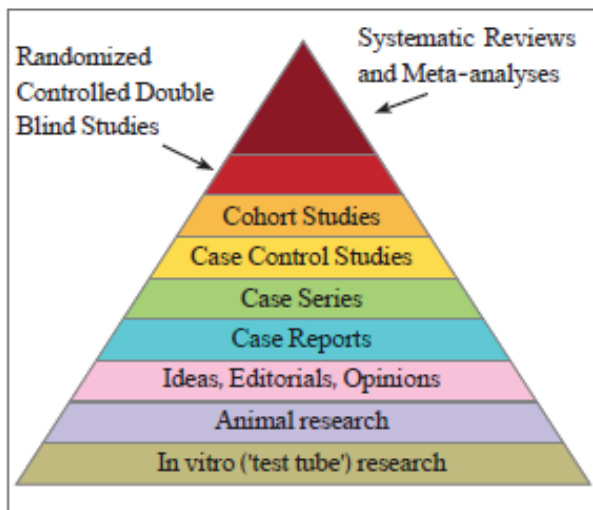 Randomized
Controlled Double
Blind Studies
Systematic Reviews
and Meta-analyses
Cohort Studies
Case Control Studies
Case Series
Case Reports
Ideas, Editorials, Opinions
Animal research
In vitro ('test tube') research